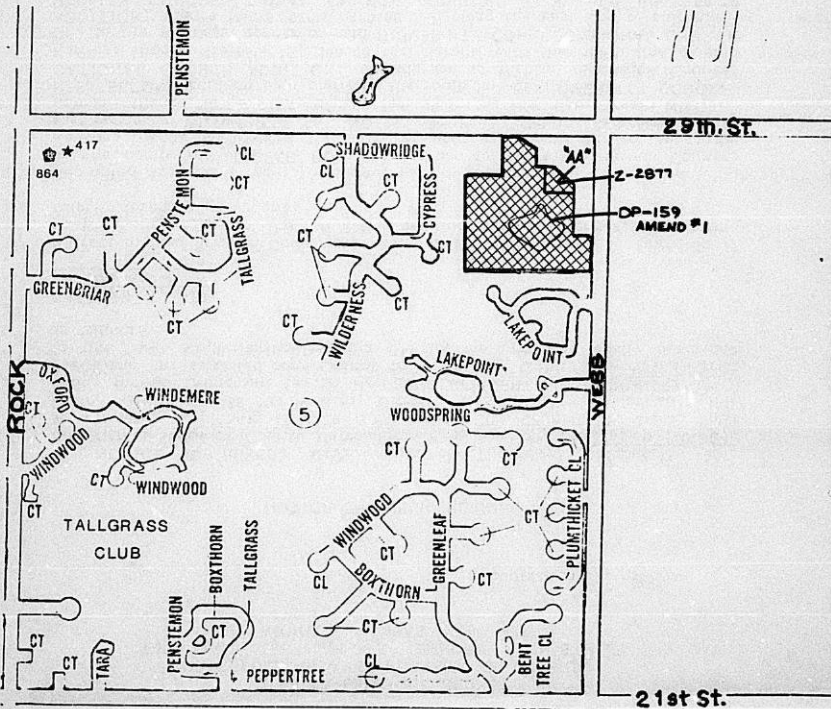 PENSTEMON
29th. St.
417
864
CL
CT
PENSTEMON
CT
TALLGRASS
CT
CT
GREENBRIAR
CT
SHADOWRIDGE
CL
CYPRESS
CT
CT
CT
WILDERNESS
CT
"AA"
Z-2877
DP-159
AMEND #1
LAKEPOINT
LAKEPOINT
WOODSPRING
WEBB
ROCK
OXFORD
CT
WINDEMERE
WINDWOOD
CT
WINDWOOD
CT
5
TALLGRASS
CLUB
CT
WINDWOOD
CT
CT
PLUMTHICKET CL
GREENLEAF
CT
CL
BOXTHORN
CT
CT
BOXTHORN
TALLGRASS
PENSTEMON
CT
PEPPERTREE
CL
BENT
TREE CL
CT
CT
TARA
21st St.